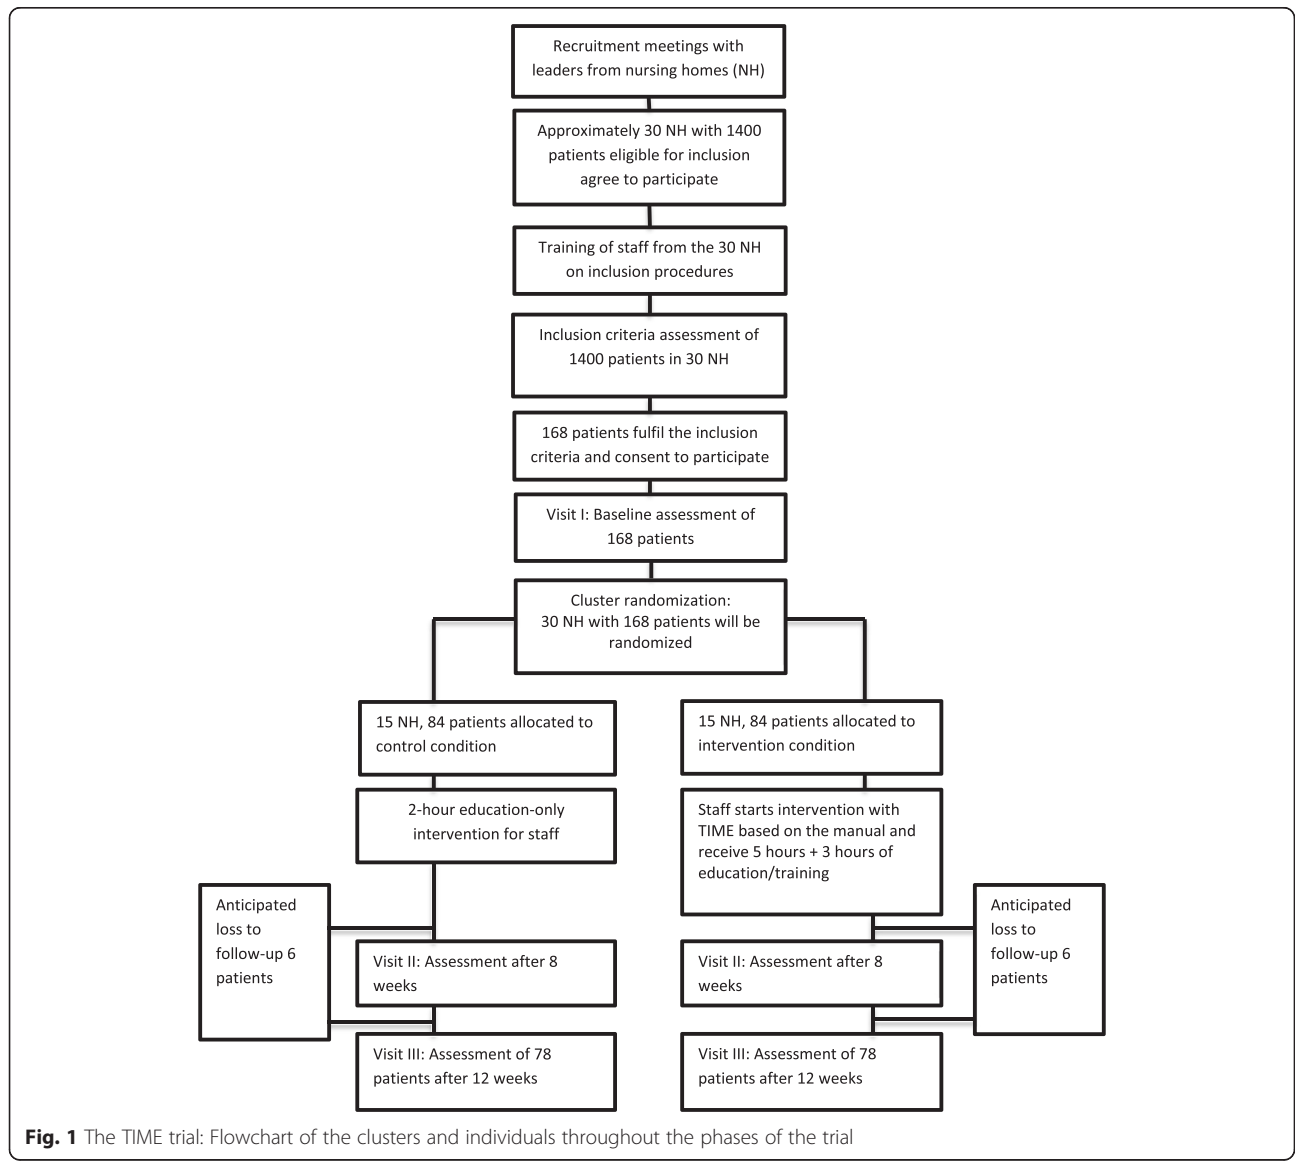 Recruitment meetings with
leaders from nursing homes (NH)
Approximately 30 NH with 1400
patients eligible for inclusion
agree to participate
Training of staff from the 30 NH
on inclusion procedures
Inclusion criteria assessment of
1400 patients in 30 NH
168 patients fulfil the inclusion
criteria and consent to participate
Visit I: Baseline assessment of
168 patients
Cluster randomization:
30 NH with 168 patients will be
randomized
15 NH, 84 patients allocated to
control condition
15 NH, 84 patients allocated to
intervention condition
2-hour education-only
intervention for staff
Staff starts intervention with
TIME based on the manual and
receive 5 hours + 3 hours of
education/training
Anticipated
loss to
follow-up 6
patients
Anticipated
loss to
follow-up 6
patients
Visit II: Assessment after 8
weeks
Visit II: Assessment after 8
weeks
Visit III: Assessment of 78
patients after 12 weeks
Visit III: Assessment of 78
patients after 12 weeks
Fig. 1 The TIME trial: Flowchart of the clusters and individuals throughout the phases of the trial